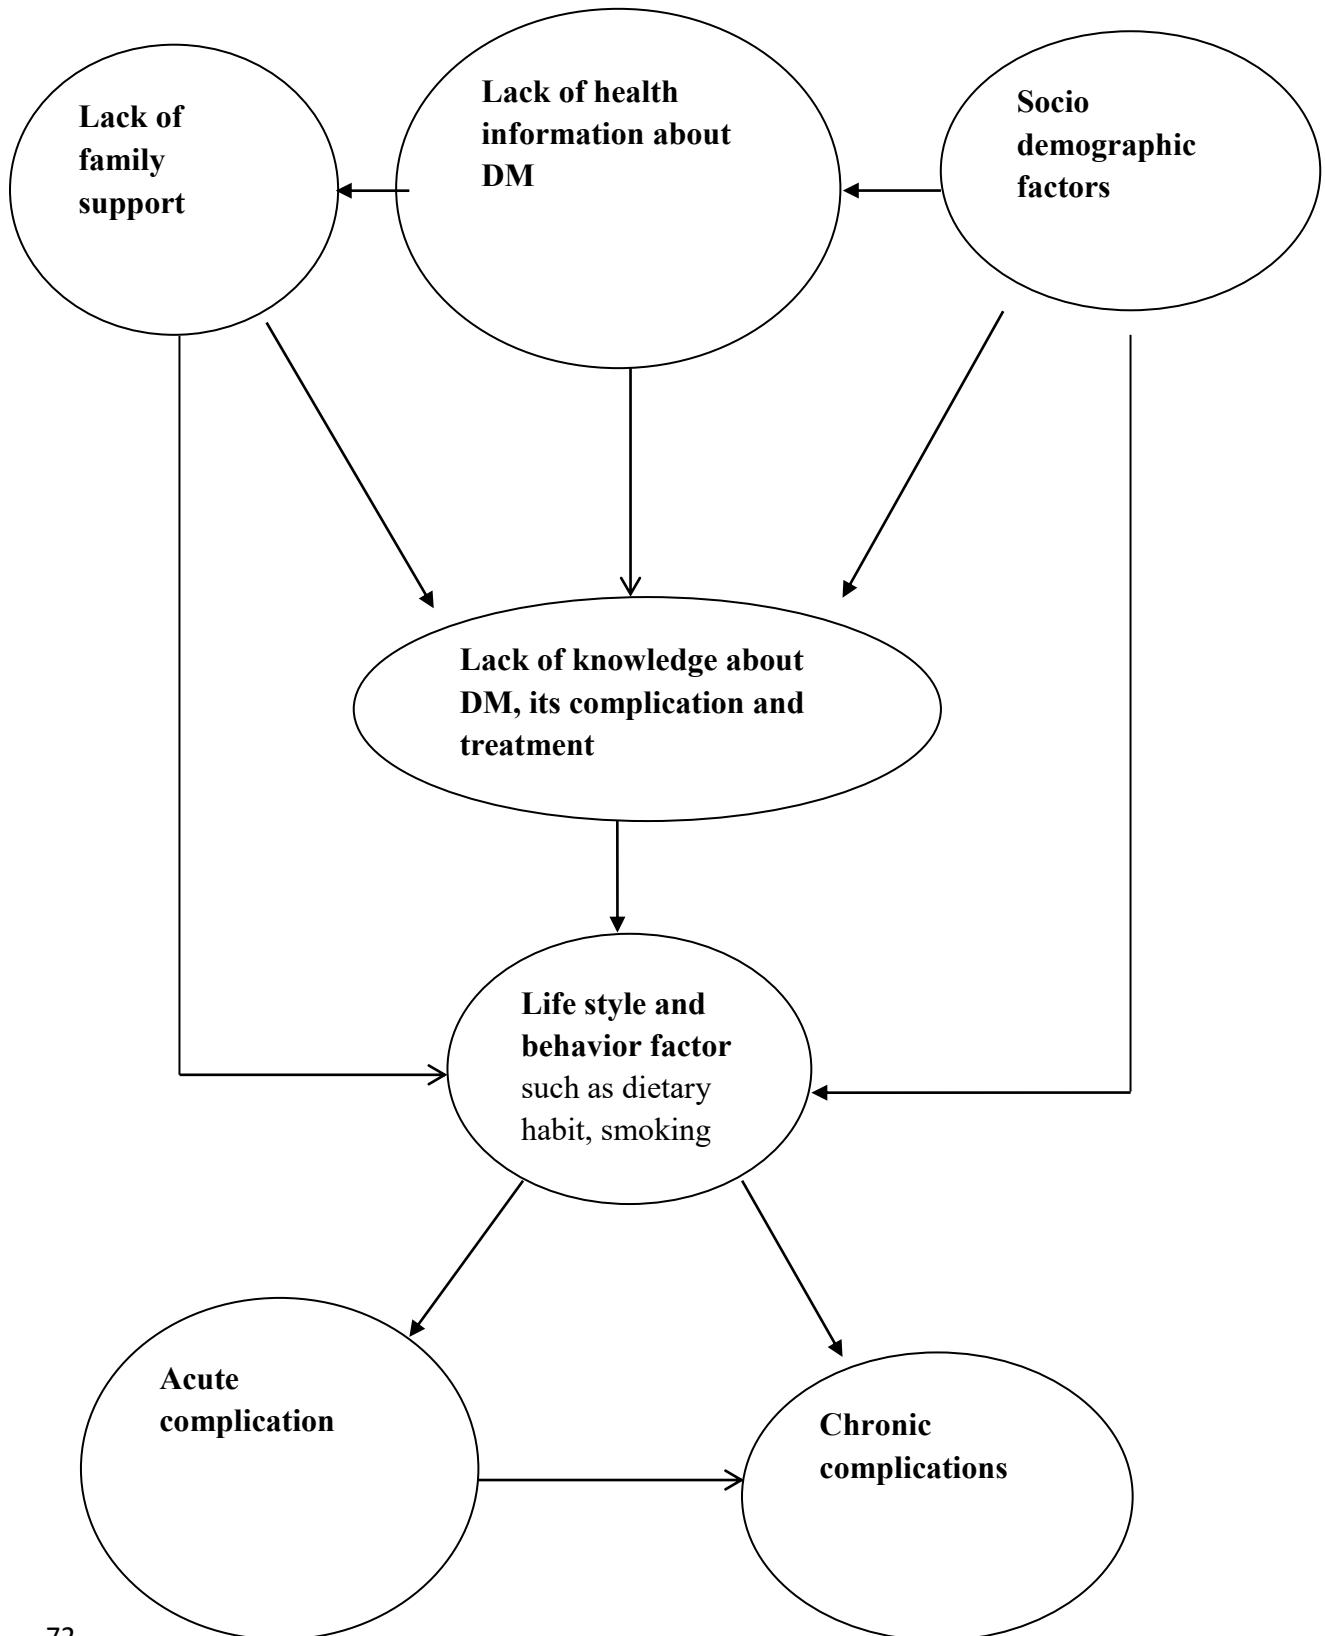 Lack of
family
support
Lack of health
information about
DM
Socio
demographic
factors
Lack of knowledge about
DM, its complication and
treatment
Life style and
behavior factor
such as dietary
habit, smoking
Acute
complication
Chronic
complications
72